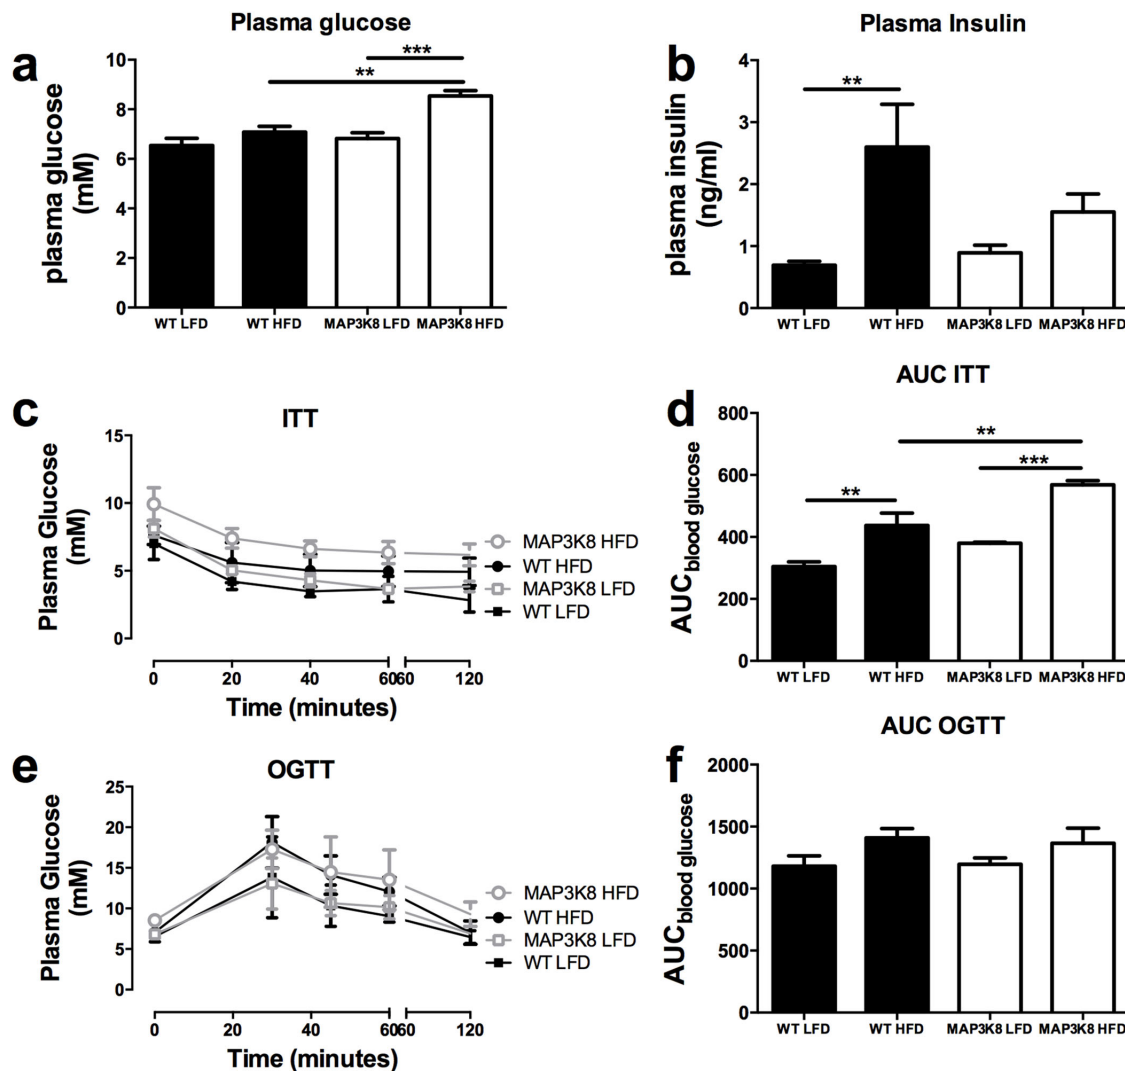 a
Plasma glucose
plasma glucose
(mM)
10
8
6
4
2
0
**
***
WT LFD WT HFD MAP3K8 LFD MAP3K8 HFD
b
Plasma Insulin
plasma insulin
(ng/ml)
4
3
2
1
0
**
WT LFD WT HFD MAP3K8 LFD MAP3K8 HFD
c
ITT
Plasma Glucose
(mM)
15
10
5
0
MAP3K8 HFD
WT HFD
MAP3K8 LFD
WT LFD
0 20 40 60 60 120
Time (minutes)
d
AUC ITT
AUCblood glucose
800
600
400
200
0
**
**
***
WT LFD WT HFD MAP3K8 LFD MAP3K8 HFD
e
OGTT
Plasma Glucose
(mM)
25
20
15
10
5
0
MAP3K8 HFD
WT HFD
MAP3K8 LFD
WT LFD
0 20 40 60 60 120
Time (minutes)
f
AUC OGTT
AUCblood glucose
2000
1500
1000
500
0
WT LFD WT HFD MAP3K8 LFD MAP3K8 HFD